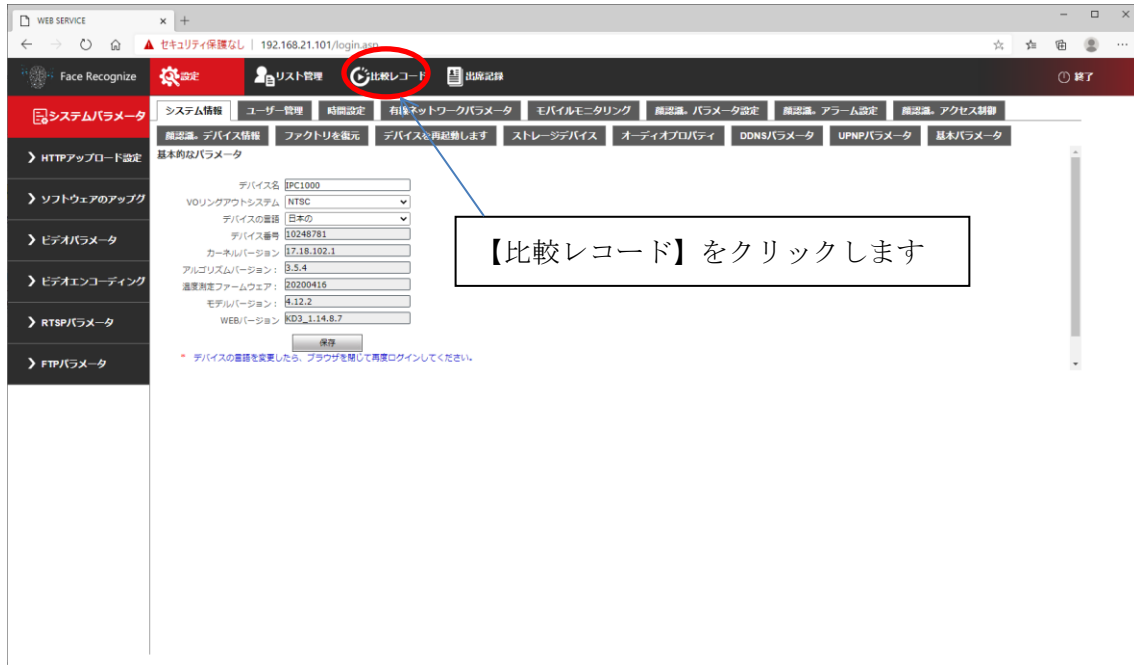 WEB SERVICE
セキュリティ保護なし | 192.168.21.101/login.asp
Face Recognize 設定 リスト管理 比較レコード 出席記録 終了
システムパラメータ システム情報 ユーザー管理 時間設定 有線ネットワークパラメータ モバイルモニタリング 顔認識。パラメータ設定 顔認識。アラーム設定 顔認識。アクセス制御
顔認識。デバイス情報 ファクトリを復元 デバイスを再起動します ストレージデバイス オーディオプロパティ DDNSパラメータ UPNPパラメータ 基本パラメータ
HTTPアップロード設定
ソフトウェアのアップグ
ビデオパラメータ
ビデオエンコーディング
RTSPパラメータ
FTPパラメータ
基本的なパラメータ
デバイス名 IPC1000
VOリングアウトシステム NTSC
デバイスの言語 日本の
デバイス番号 10248781
カーネルバージョン 17.18.102.1
アルゴリズムバージョン： 3.5.4
温度測定ファームウェア： 20200416
モデルバージョン： 4.12.2
WEBバージョン KD3_1.14.8.7
保存
* デバイスの言語を変更したら、ブラウザを閉じて再度ログインしてください。
【比較レコード】をクリックします